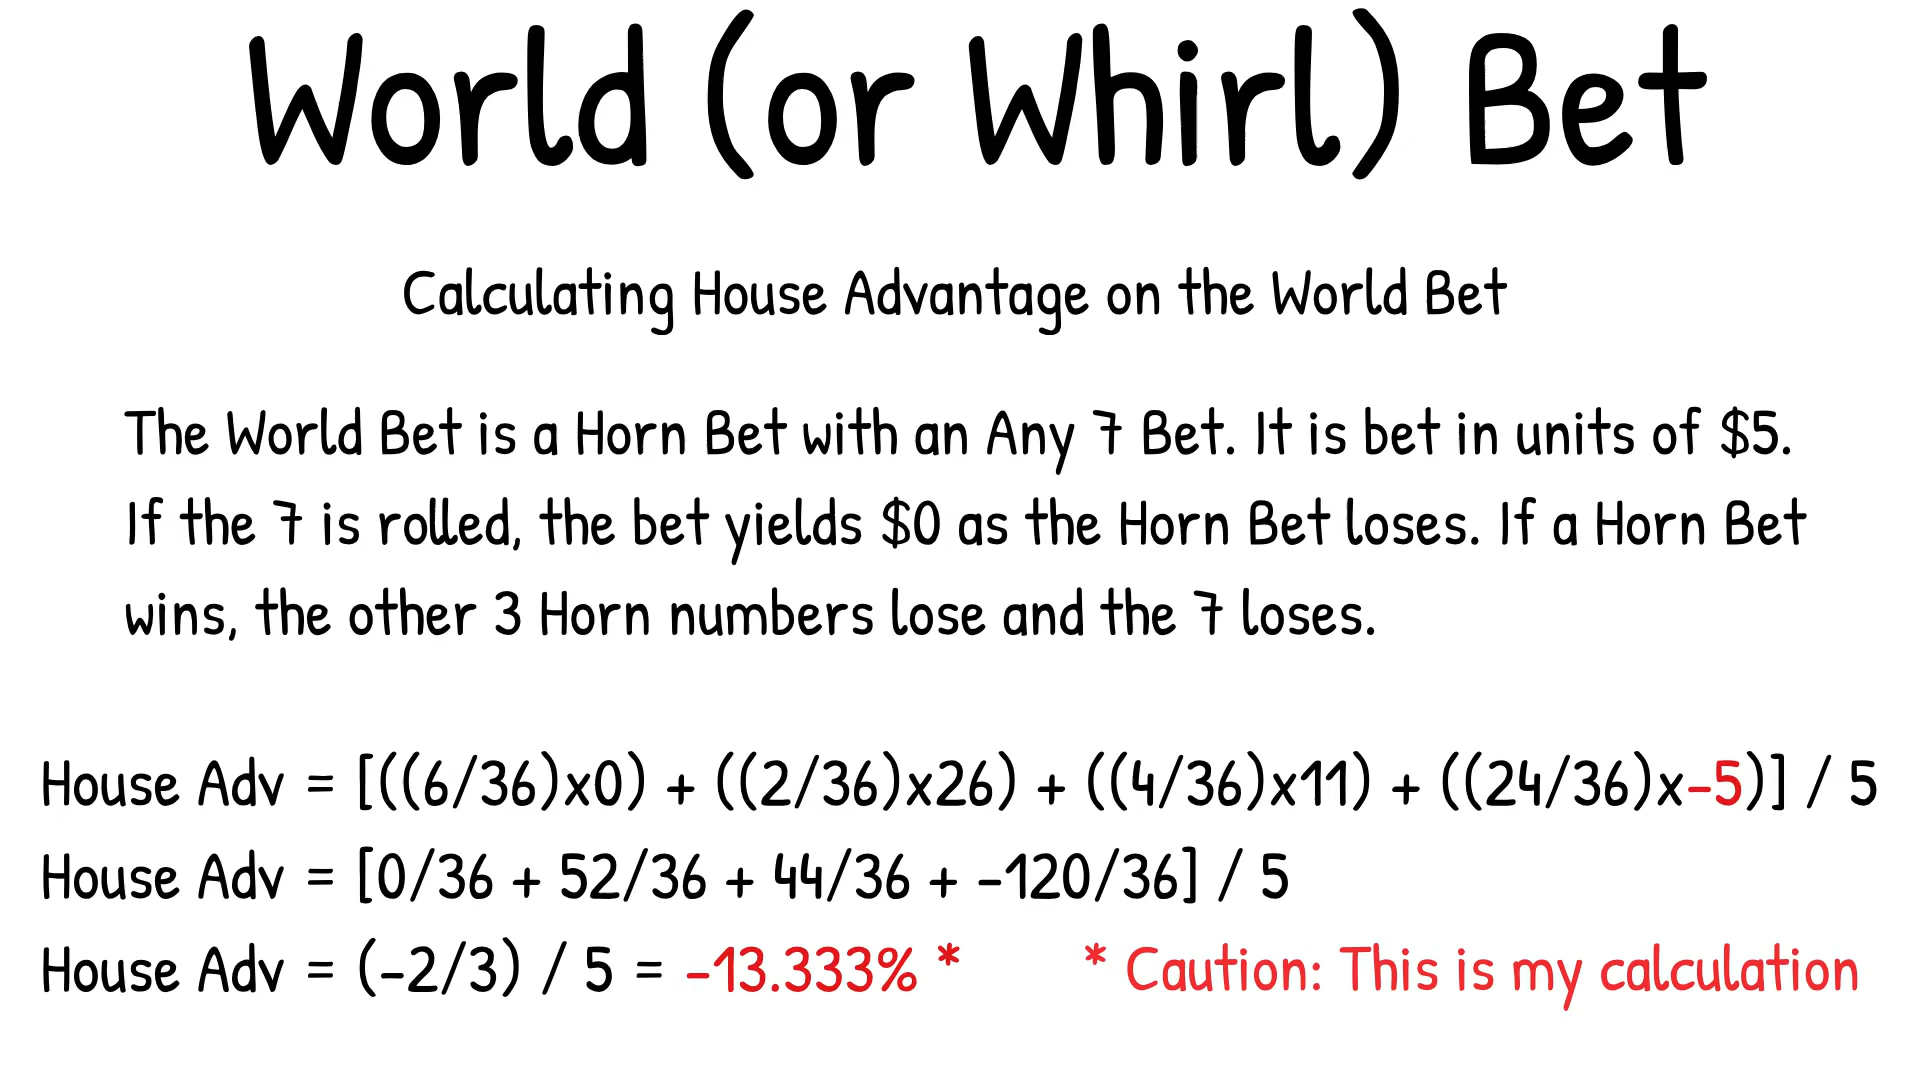 World (or Whirl) Bet
Calculating House Advantage on the World Bet
The World Bet is a Horn Bet with an Any 7 Bet. It is bet in units of $5.
If the 7 is rolled, the bet yields $0 as the Horn Bet loses. If a Horn Bet
wins, the other 3 Horn numbers lose and the 7 loses.
House Adv = [((6/36)x0) + ((2/36)x26) + ((4/36)x11) + ((24/36)x-5)] / 5
House Adv = [0/36 + 52/36 + 44/36 + -120/36] / 5
House Adv = (-2/3) / 5 = -13.333% * * Caution: This is my calculation